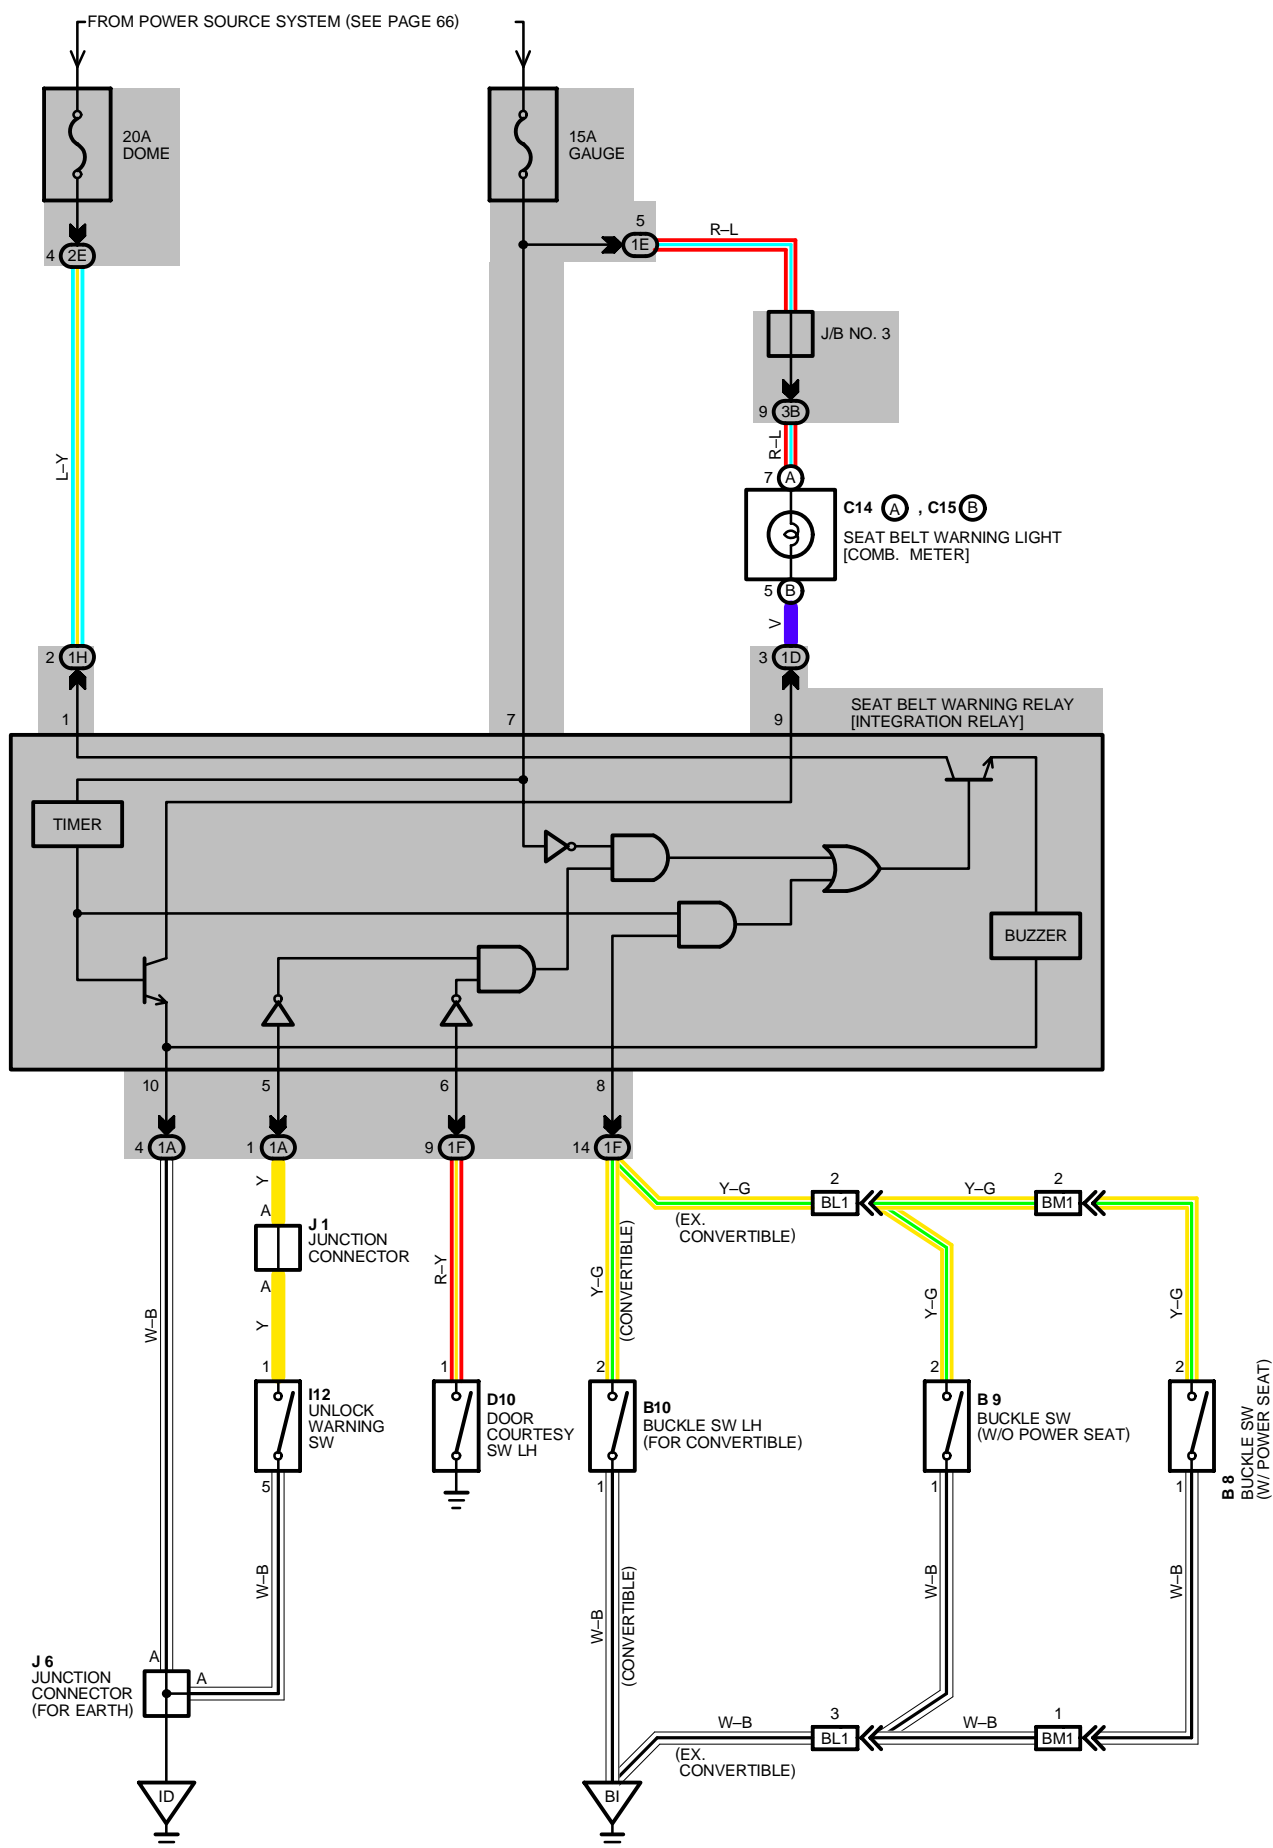 FROM POWER SOURCE SYSTEM (SEE PAGE 66)
20A
DOME
15A
GAUGE
4 2E
5
1E
R–L
J/B NO. 3
9 3B
R–L
L–Y
7 A
C14 A , C15 B
SEAT BELT WARNING LIGHT
[COMB. METER]
5 B
V
2 1H
3 1D
1
7
9
SEAT BELT WARNING RELAY
[INTEGRATION RELAY]
TIMER
BUZZER
10
5
6
8
4 1A
1 1A
9 1F
14 1F
Y
A
J 1
JUNCTION
CONNECTOR
A
Y
W–B
R–Y
Y–G
(CONVERTIBLE)
Y–G
(EX.
CONVERTIBLE)
2
BL1
Y–G
2
BM1
Y–G
Y–G
1
I12
UNLOCK
WARNING
SW
5
1
D10
DOOR
COURTESY
SW LH
2
B10
BUCKLE SW LH
(FOR CONVERTIBLE)
1
2
B 9
BUCKLE SW
(W/O POWER SEAT)
1
2
B 8
BUCKLE SW
(W/ POWER SEAT)
1
W–B
W–B
(CONVERTIBLE)
W–B
W–B
J 6
JUNCTION
CONNECTOR
(FOR EARTH)
A
A
W–B
(EX.
CONVERTIBLE)
3
BL1
W–B
1
BM1
ID
BI